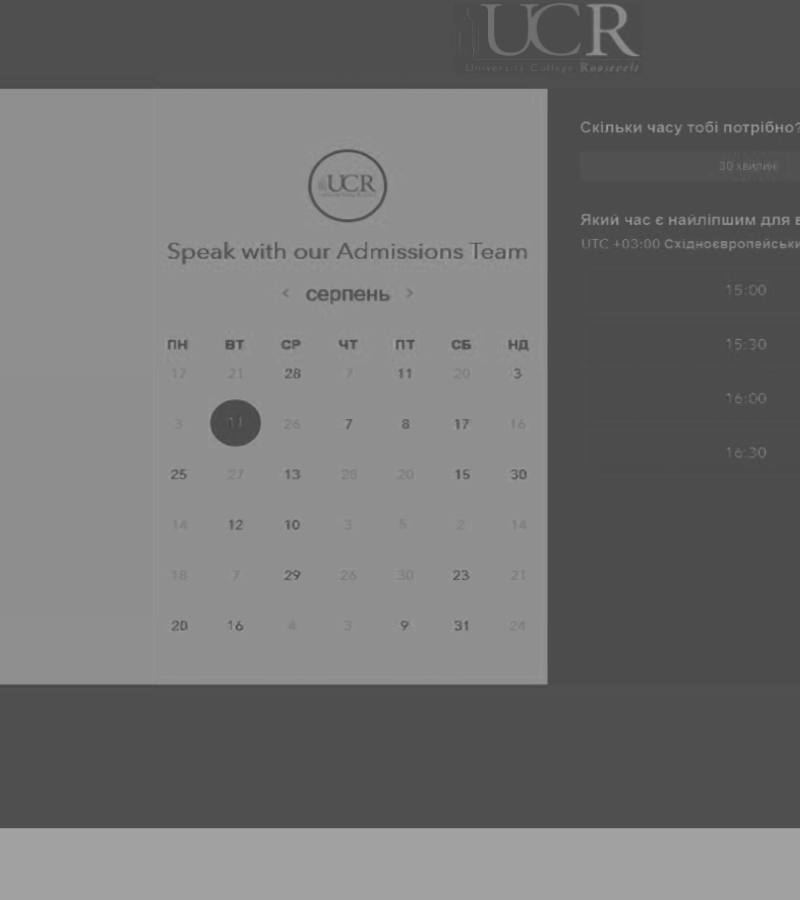 UCR
University College Roosevelt
UCR
Speak with our Admissions Team
< серпень >
ПН ВТ СР ЧТ ПТ СБ НД
17 21 28 7 11 20 3
3 11 26 7 8 17 16
25 27 13 28 20 15 30
14 12 10 3 5 2 14
18 7 29 26 30 23 21
20 16 4 3 9 31 24
Скільки часу тобі потрібно?
30 хвилин
Який час є найліпшим для в
UTC +03:00 Східноєвропейськи
15:00
15:30
16:00
16:30